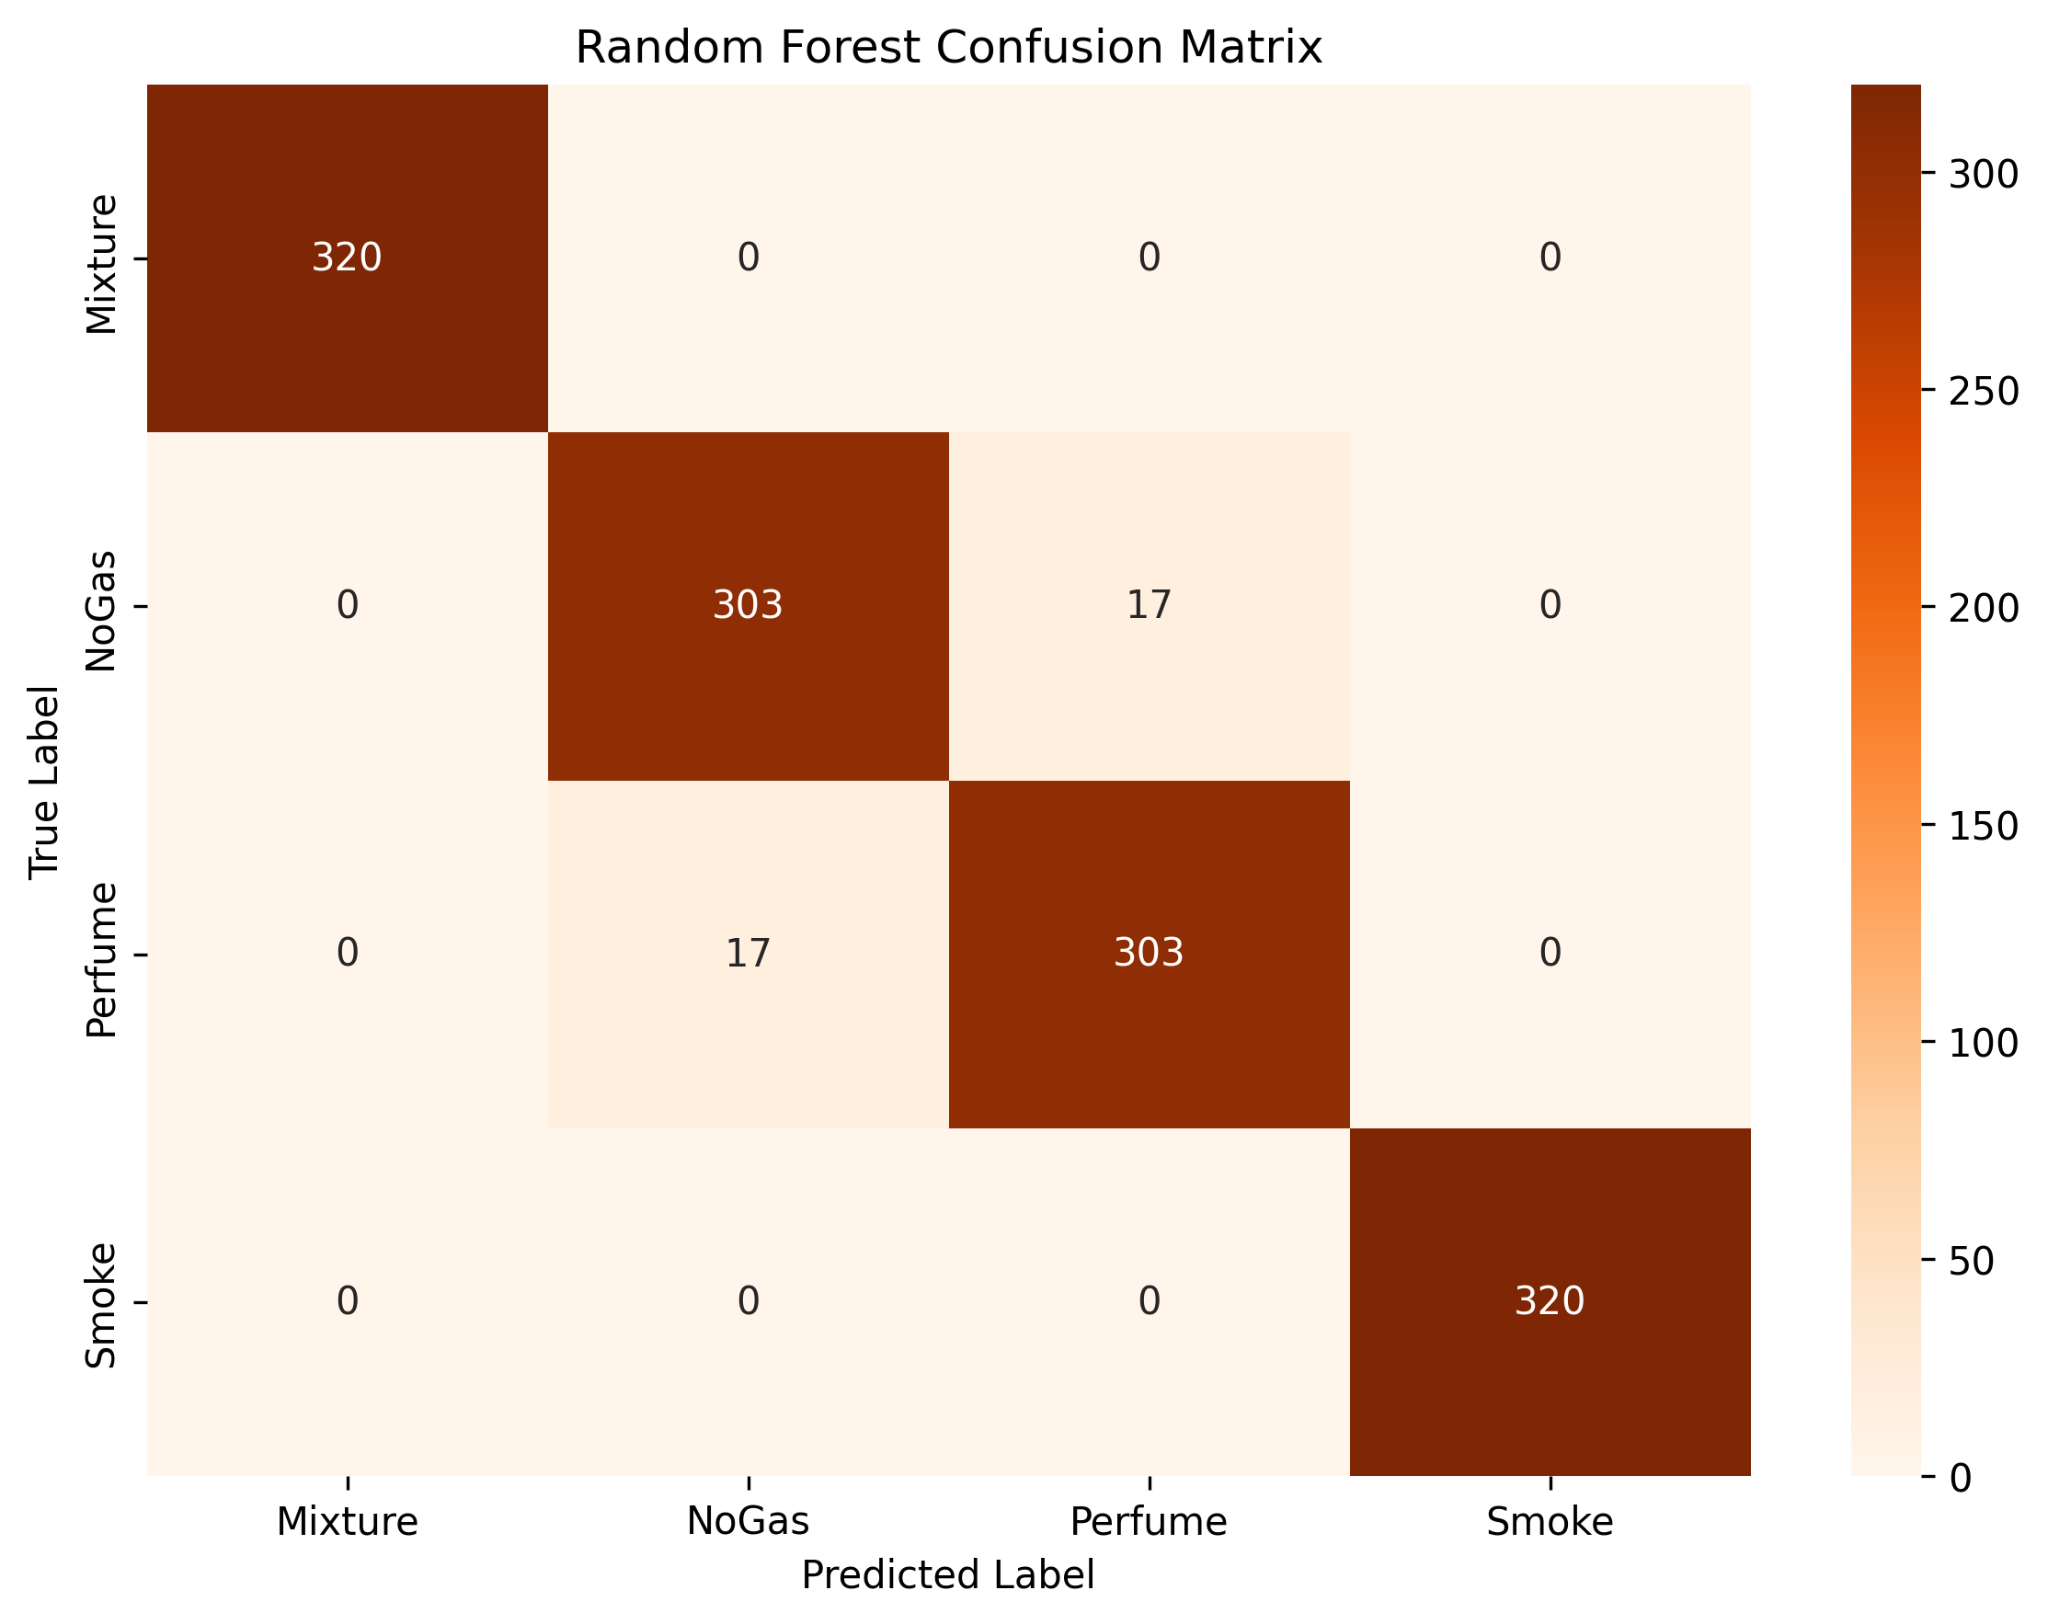 Random Forest Confusion Matrix
True Label
Mixture
320 0 0 0
NoGas
0 303 17 0
Perfume
0 17 303 0
Smoke
0 0 0 320
Mixture NoGas Perfume Smoke
Predicted Label
300
250
200
150
100
50
0